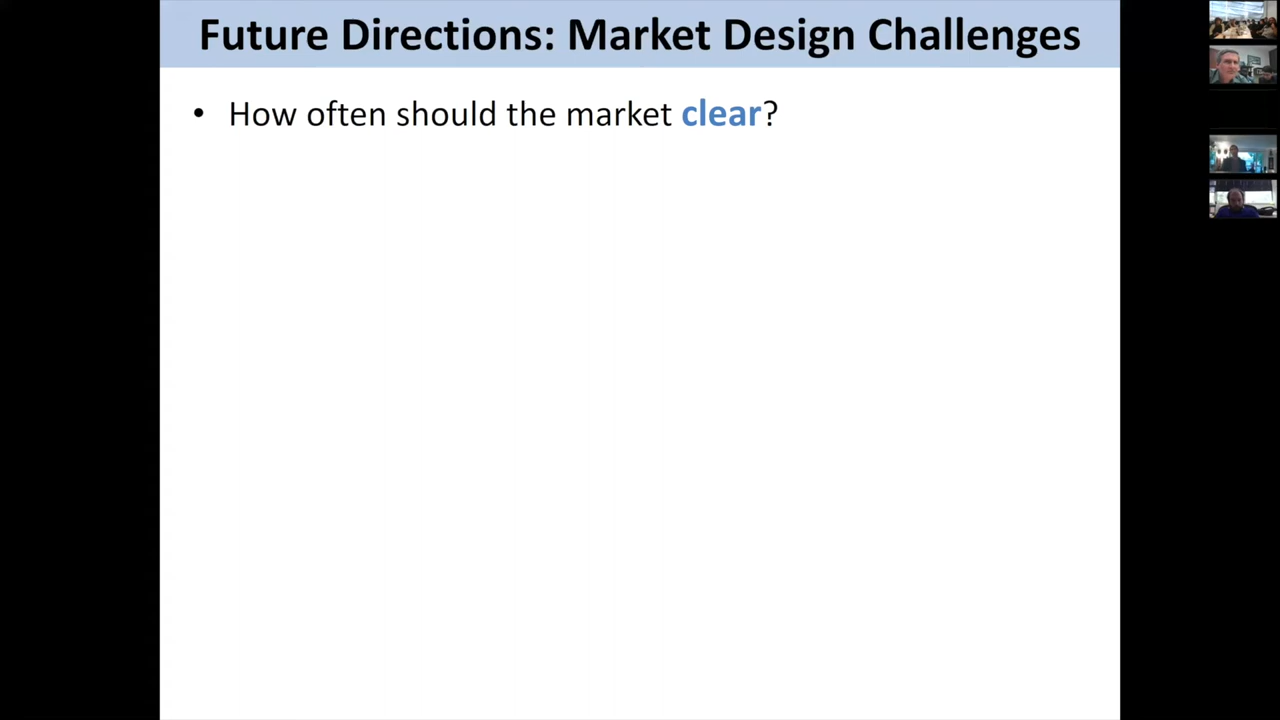 Future Directions: Market Design Challenges
• How often should the market clear?